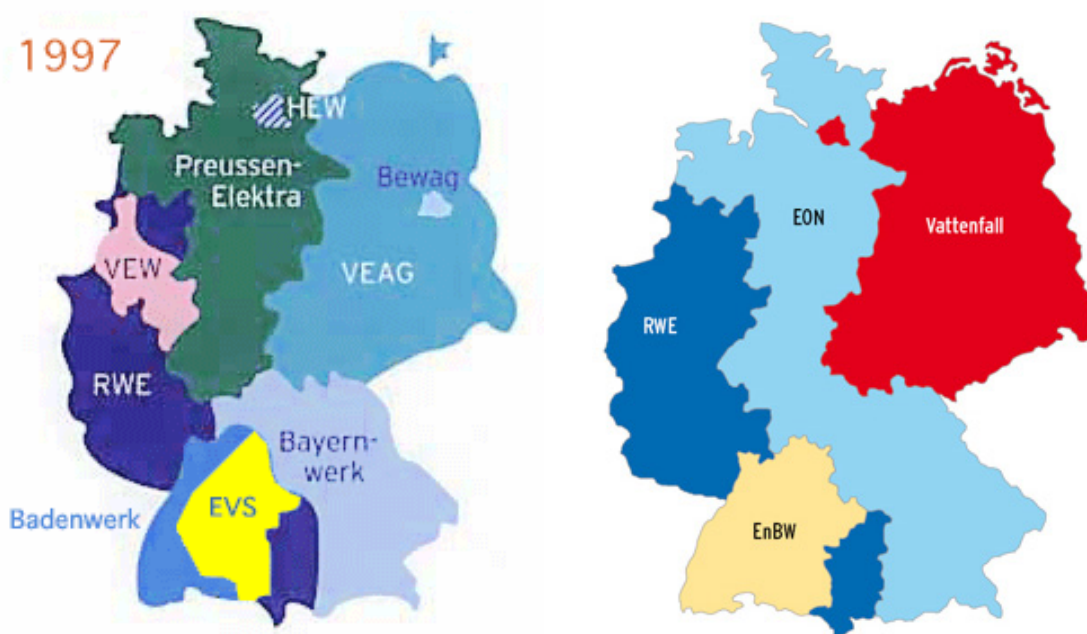 1997
HEW
Preussen-
Elektra
Bewag
VEW
VEAG
RWE
Bayern-
werk
EVS
Badenwerk
EON
Vattenfall
RWE
EnBW